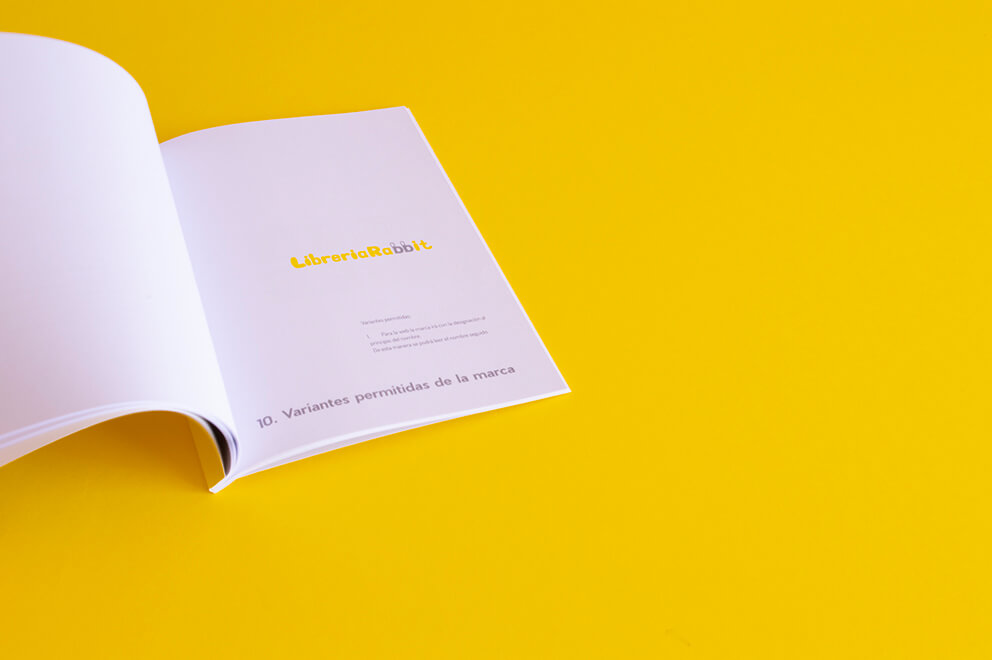 LibreriaRabbit
Variantes permitidas:
1. Para la web la marca irá con la designación al
principio del nombre.
De esta manera se podrá leer el nombre seguido.
10. Variantes permitidas de la marca